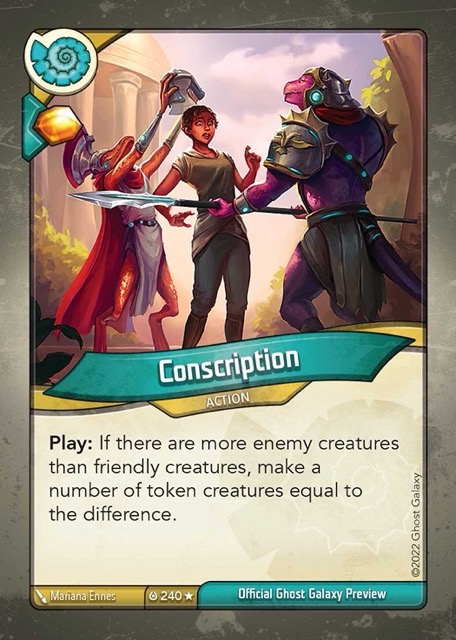 Conscription
ACTION
Play: If there are more enemy creatures
than friendly creatures, make a
number of token creatures equal to
the difference.
©2022 Ghost Galaxy
Mariana Ennes
240★
Official Ghost Galaxy Preview